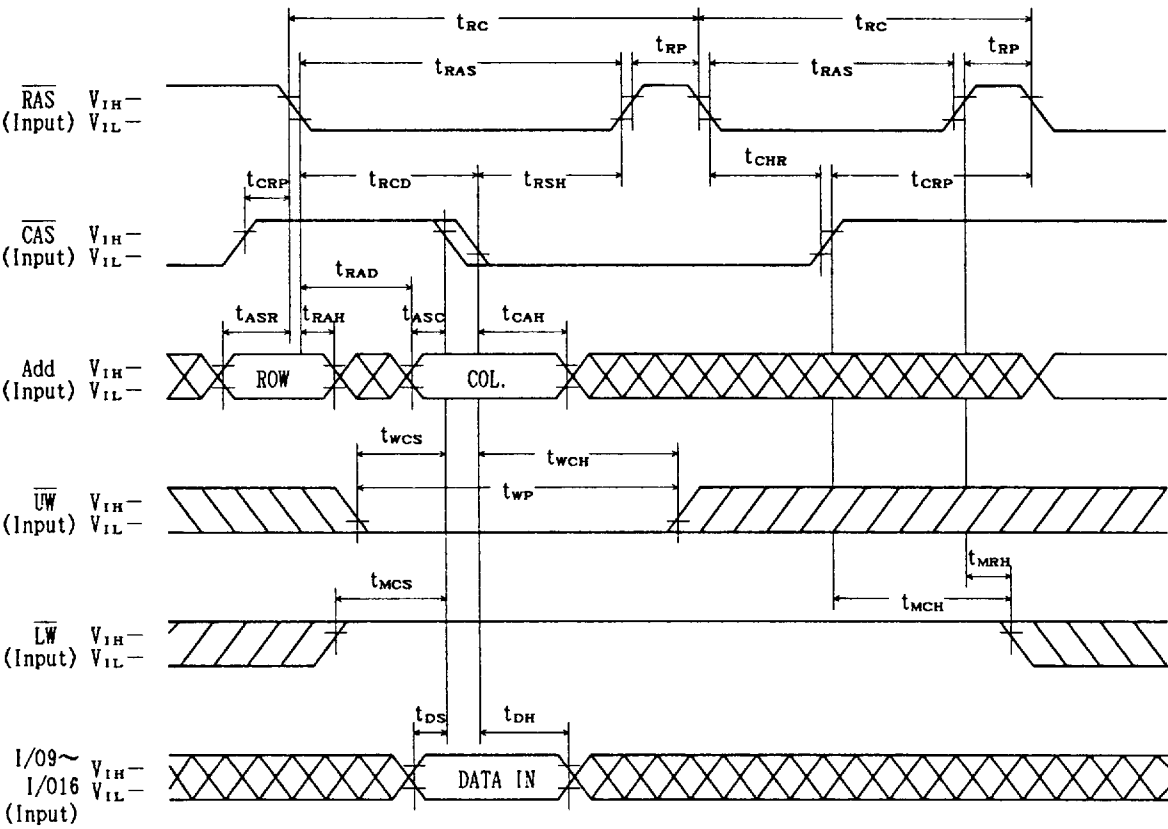 tRC tRC
tRP tRP
tRAS tRAS
RAS VIH—
(Input) VIL—
tCHR
tCRP tRCD tRSH tCRP
CAS VIH—
(Input) VIL—
tRAD
tASR tRAH tASC tCAH
Add VIH—
(Input) VIL—
ROW COL.
tWCS tWCH
tWP
UW VIH—
(Input) VIL—
tMRH
tMCS tMCH
LW VIH—
(Input) VIL—
tDS tDH
I/O9~ VIH—
I/O16 VIL—
(Input)
DATA IN